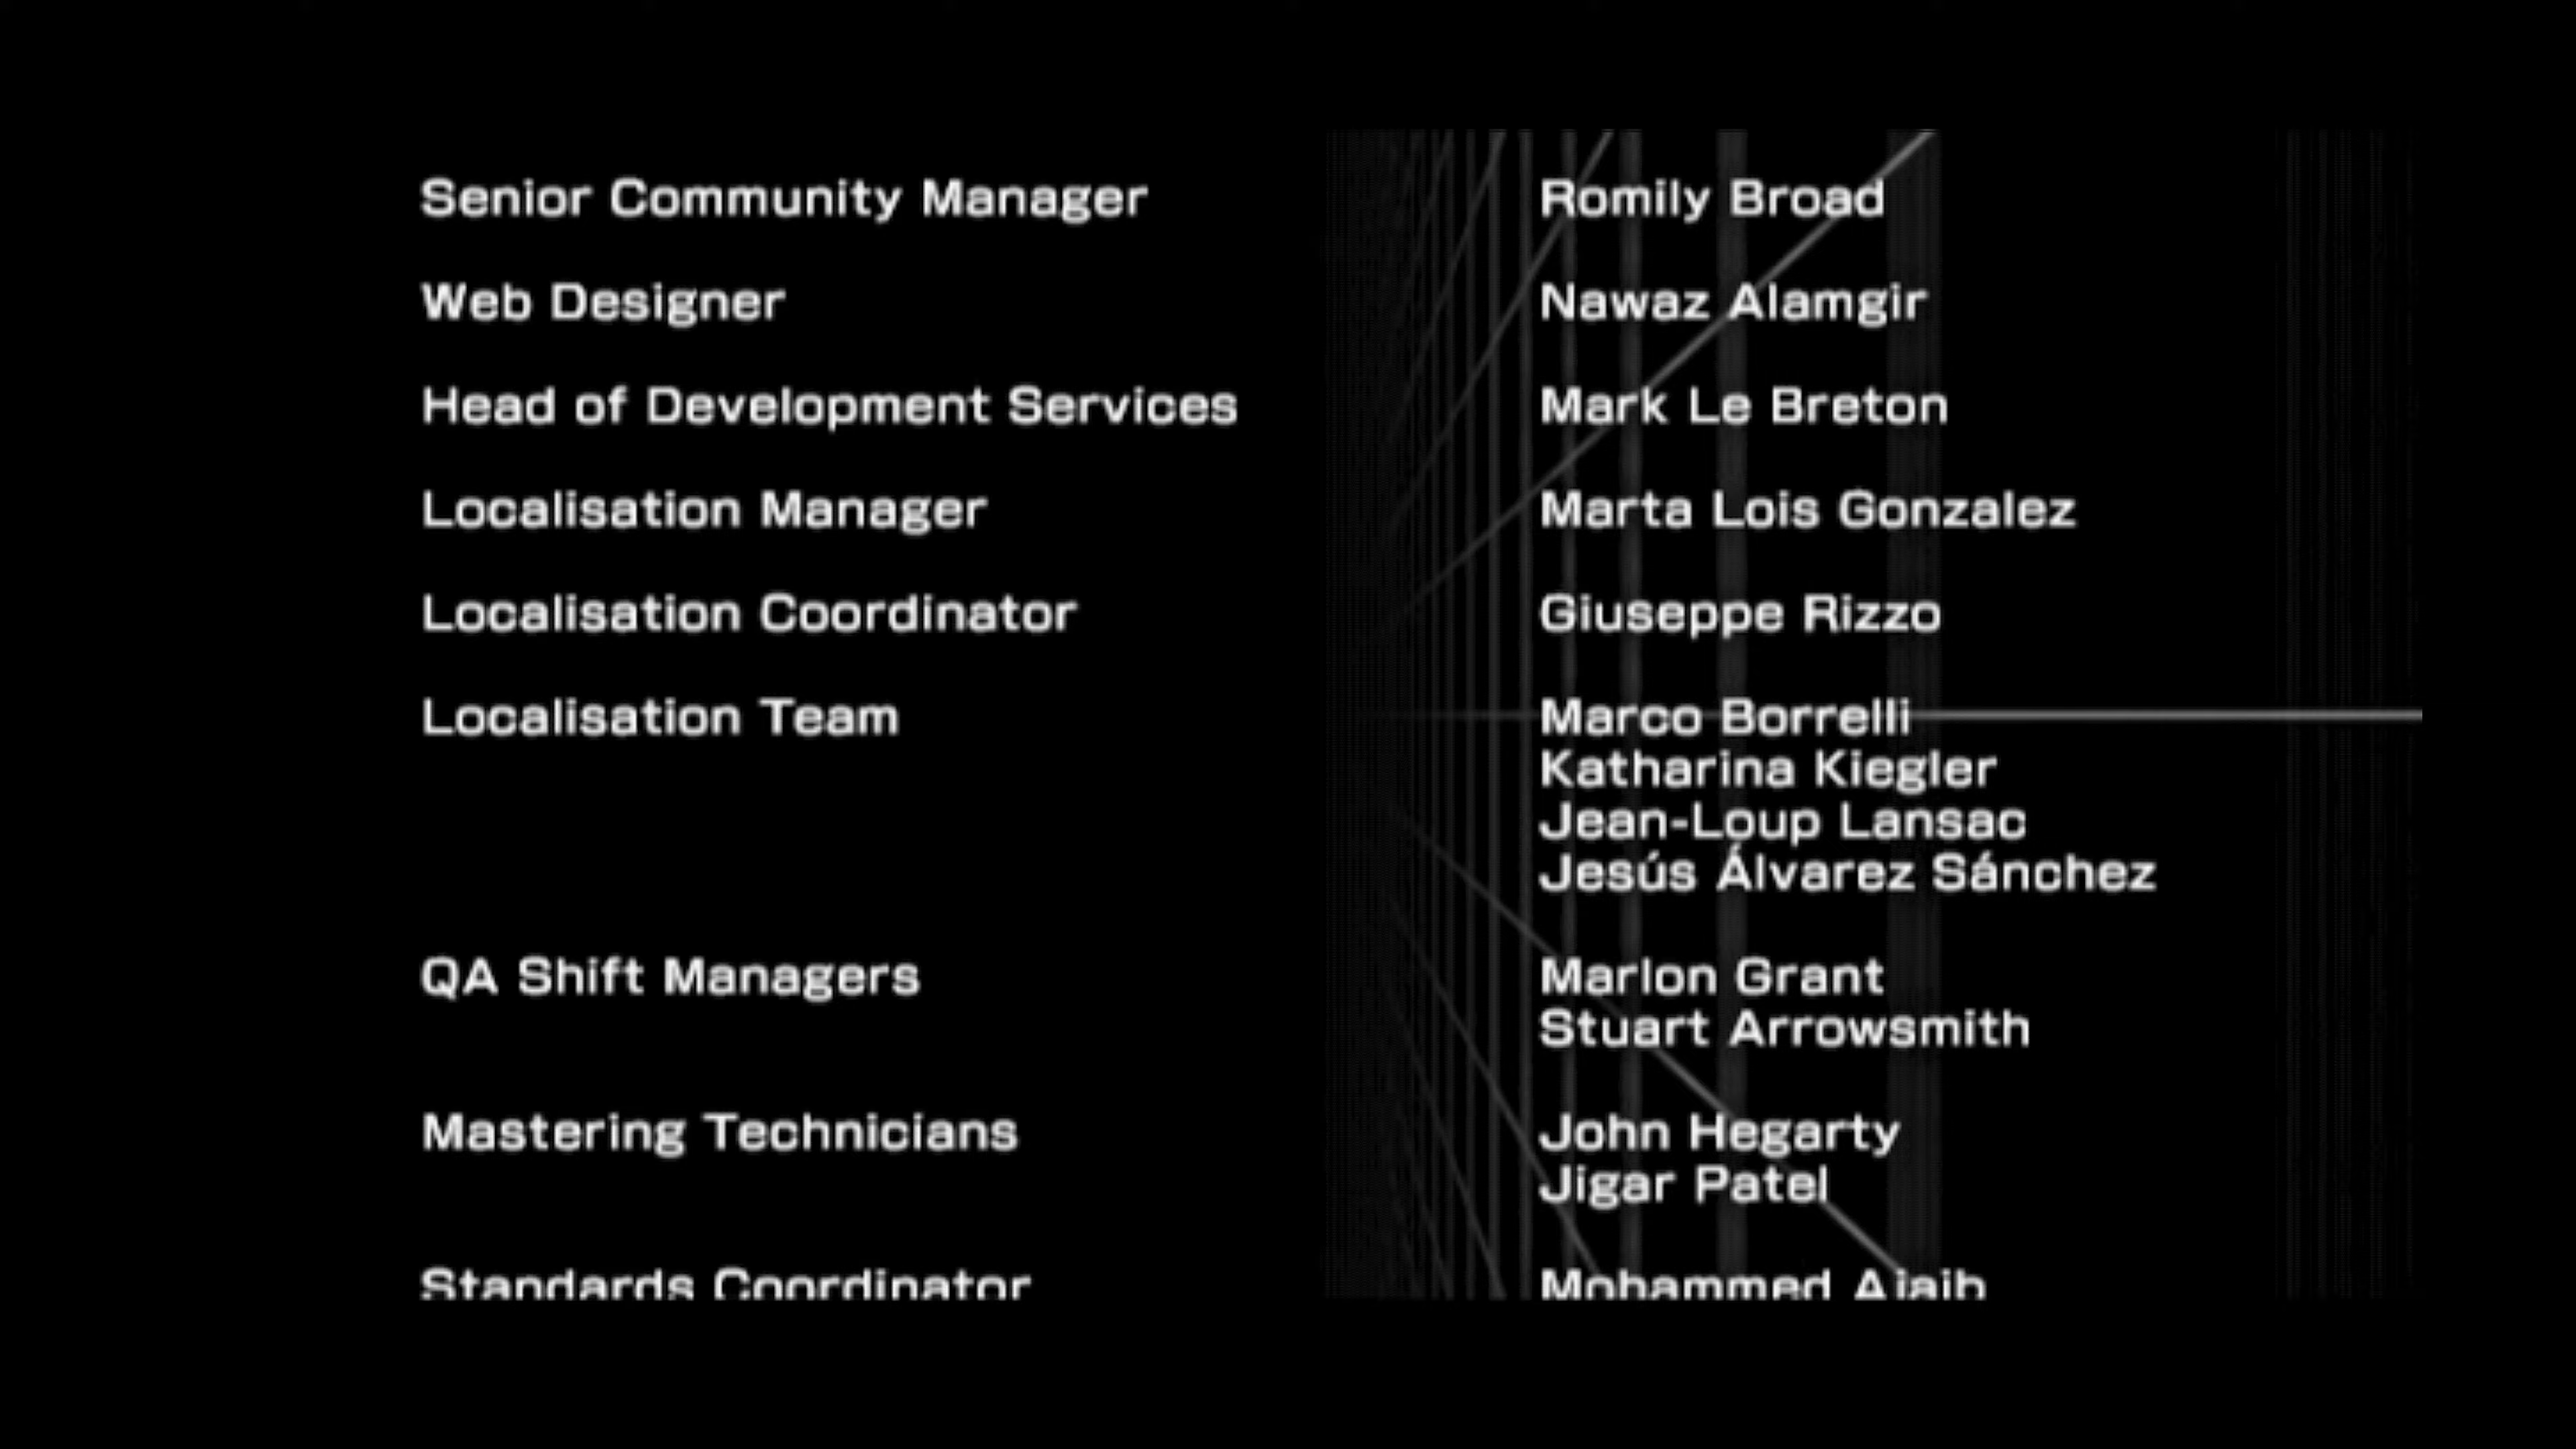 Senior Community Manager Romily Broad
Web Designer Nawaz Alamgir
Head of Development Services Mark Le Breton
Localisation Manager Marta Lois Gonzalez
Localisation Coordinator Giuseppe Rizzo
Localisation Team Marco Borrelli
Katharina Kiegler
Jean-Loup Lansac
Jesús Álvarez Sánchez
QA Shift Managers Marlon Grant
Stuart Arrowsmith
Mastering Technicians John Hegarty
Jigar Patel
Standards Coordinator Mohammed Ajaib